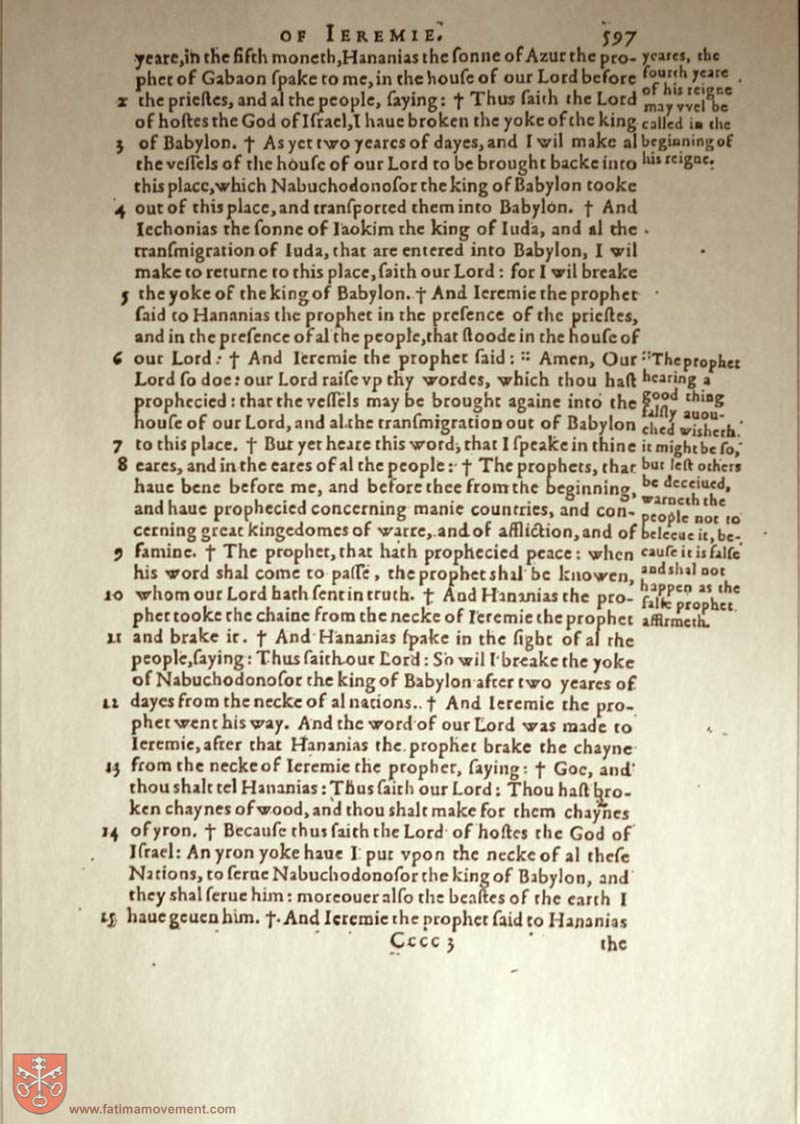 OF IEREMIE. 597
yeare, in the fifth moneth, Hananias the ſonne of Azur the pro-
phet of Gabaon ſpake to me, in the houſe of our Lord before
2 the prieſtes, and al the people, ſaying: † Thus ſaith the Lord
of hoſtes the God of Iſrael, I haue broken the yoke of the king
3 of Babylon. † As yet two yeares of dayes, and I wil make al
the veſſels of the houſe of our Lord to be brought backe into
this place, which Nabuchodonoſor the king of Babylon tooke
4 out of this place, and tranſported them into Babylon. † And
Iechonias the ſonne of Iaokim the king of Iuda, and al the
tranſmigration of Iuda, that are entered into Babylon, I wil
make to returne to this place, ſaith our Lord: for I wil breake
5 the yoke of the king of Babylon. † And Ieremie the prophet
ſaid to Hananias the prophet in the preſence of the prieſtes,
and in the preſence of al the people, that ſtoode in the houſe of
6 our Lord: † And Ieremie the prophet ſaid: :: Amen, Our
Lord ſo doe: our Lord raiſe vp thy wordes, which thou haſt
prophecied: that the veſſels may be brought againe into the
houſe of our Lord, and al the tranſmigration out of Babylon
7 to this place. † But yet heare this word, that I ſpeake in thine
8 eares, and in the eares of al the people: † The prophets, that
haue bene before me, and before thee from the beginning,
and haue prophecied concerning manie countries, and con-
cerning great kingedomes of warre, and of affliction, and of
9 famine. † The prophet, that hath prophecied peace: when
his word shal come to paſſe, the prophet shal be knowen,
10 whom our Lord hath ſent in truth. † And Hananias the pro-
phet tooke the chaine from the necke of Ieremie the prophet
11 and brake it. † And Hananias ſpake in the ſight of al the
people, ſaying: Thus ſaith our Lord: So wil I breake the yoke
of Nabuchodonoſor the king of Babylon after two yeares of
12 dayes from the necke of al nations. † And Ieremie the pro-
phet went his way. And the word of our Lord was made to
Ieremie, after that Hananias the prophet brake the chayne
13 from the necke of Ieremie the prophet, ſaying: † Goe, and
thou shalt tel Hananias: Thus ſaith our Lord: Thou haſt bro-
ken chaynes of wood, and thou shalt make for them chaynes
14 of yron. † Becauſe thus ſaith the Lord of hoſtes the God of
Iſrael: An yron yoke haue I put vpon the necke of al theſe
Nations, to ſerue Nabuchodonoſor the king of Babylon, and
they shal ſerue him: moreouer alſo the beaſtes of the earth I
15 haue geuen him. † And Ieremie the prophet ſaid to Hananias
Cccc 3 the
yeares, the
fourth yeare
of his reigne
may vvel be
called in the
beginning of
his reigne.
:: The prophet
hearing a
good thing
falſly auou-
ched wisheth
it might be ſo,
but leſt others
be deceiued,
warneth the
people not to
beleeue it, be-
cauſe it is falſe
and shal not
happen as the
falſe prophet
affirmeth.
www.fatimamovement.com